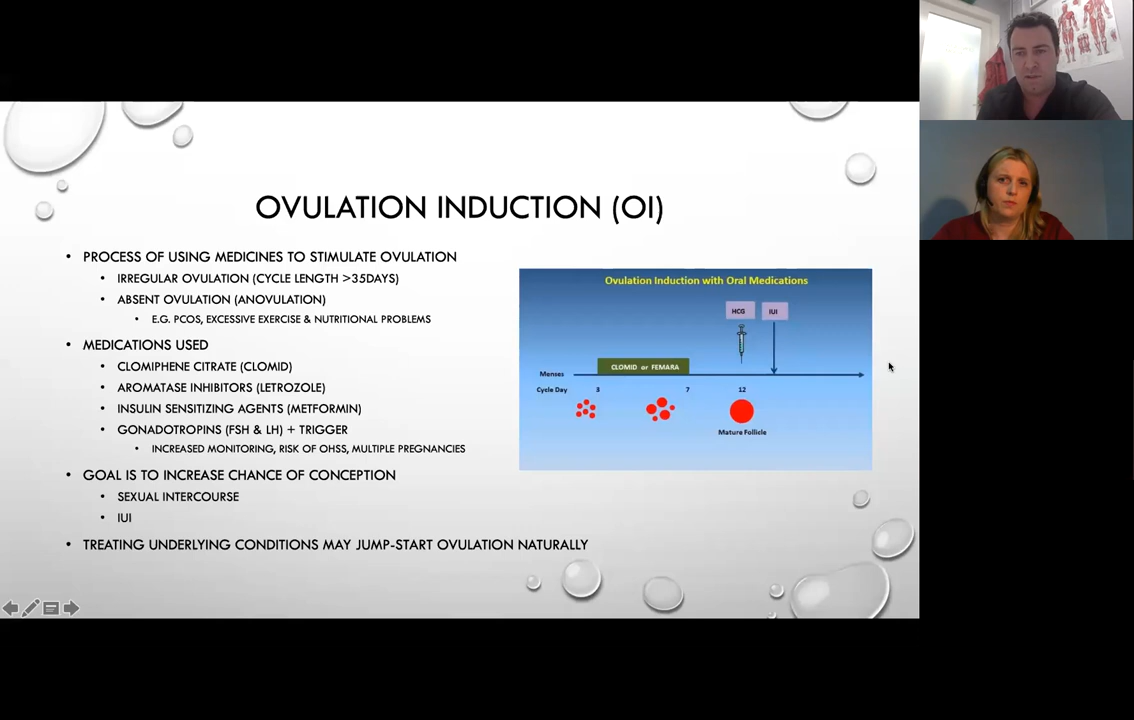 OVULATION INDUCTION (OI)
• PROCESS OF USING MEDICINES TO STIMULATE OVULATION
• IRREGULAR OVULATION (CYCLE LENGTH >35DAYS)
• ABSENT OVULATION (ANOVULATION)
• E.G. PCOS, EXCESSIVE EXERCISE & NUTRITIONAL PROBLEMS
• MEDICATIONS USED
• CLOMIPHENE CITRATE (CLOMID)
• AROMATASE INHIBITORS (LETROZOLE)
• INSULIN SENSITIZING AGENTS (METFORMIN)
• GONADOTROPINS (FSH & LH) + TRIGGER
• INCREASED MONITORING, RISK OF OHSS, MULTIPLE PREGNANCIES
• GOAL IS TO INCREASE CHANCE OF CONCEPTION
• SEXUAL INTERCOURSE
• IUI
• TREATING UNDERLYING CONDITIONS MAY JUMP-START OVULATION NATURALLY
Ovulation Induction with Oral Medications
HCG IUI
CLOMID or FEMARA
Menses
Cycle Day 3 7 12
Mature Follicle